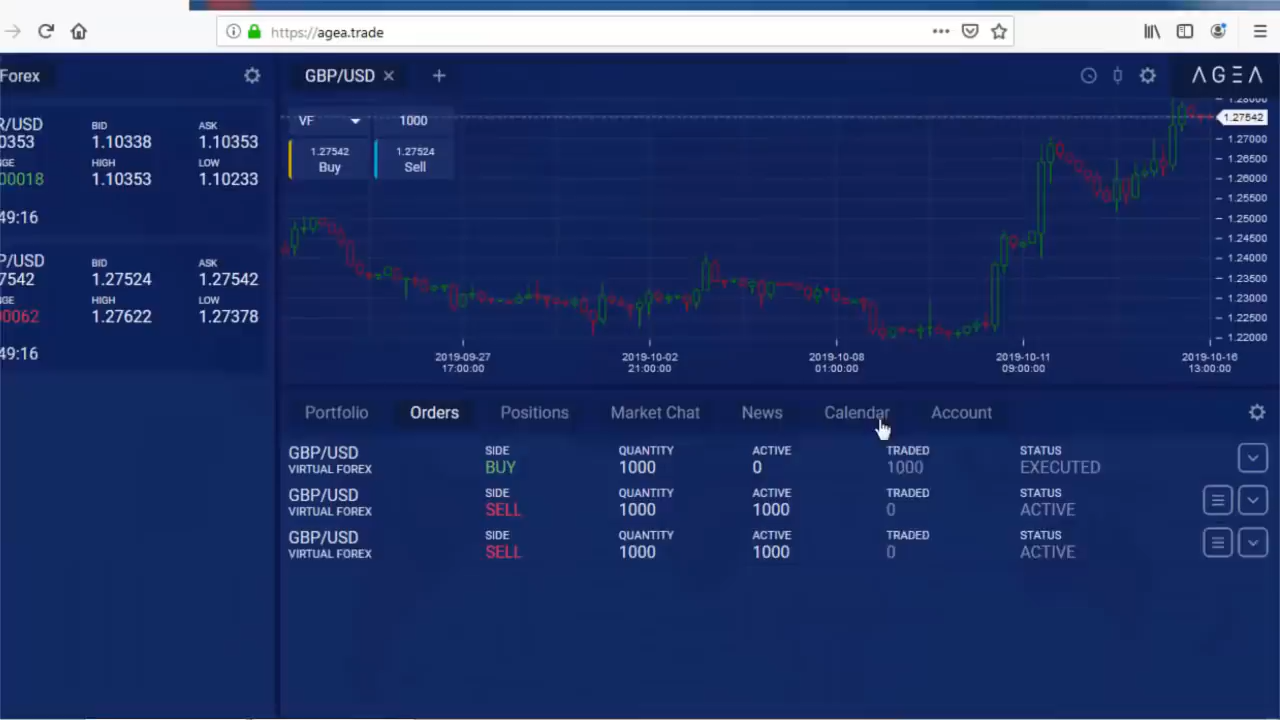 https://agea.trade
Forex
GBP/USD
AGEA
R/USD
BID
ASK
0353
1.10338
1.10353
NGE
HIGH
LOW
00018
1.10353
1.10233
49:16
P/USD
BID
ASK
7542
1.27524
1.27542
NGE
HIGH
LOW
00062
1.27622
1.27378
49:16
VF
1000
1.27542
Buy
1.27524
Sell
1.28000
1.27542
1.27000
1.26500
1.26000
1.25500
1.25000
1.24500
1.24000
1.23500
1.23000
1.22500
1.22000
2019-09-27
17:00:00
2019-10-02
21:00:00
2019-10-08
01:00:00
2019-10-11
09:00:00
2019-10-16
13:00:00
Portfolio
Orders
Positions
Market Chat
News
Calendar
Account
GBP/USD
VIRTUAL FOREX
SIDE
BUY
QUANTITY
1000
ACTIVE
0
TRADED
1000
STATUS
EXECUTED
GBP/USD
VIRTUAL FOREX
SIDE
SELL
QUANTITY
1000
ACTIVE
1000
TRADED
0
STATUS
ACTIVE
GBP/USD
VIRTUAL FOREX
SIDE
SELL
QUANTITY
1000
ACTIVE
1000
TRADED
0
STATUS
ACTIVE